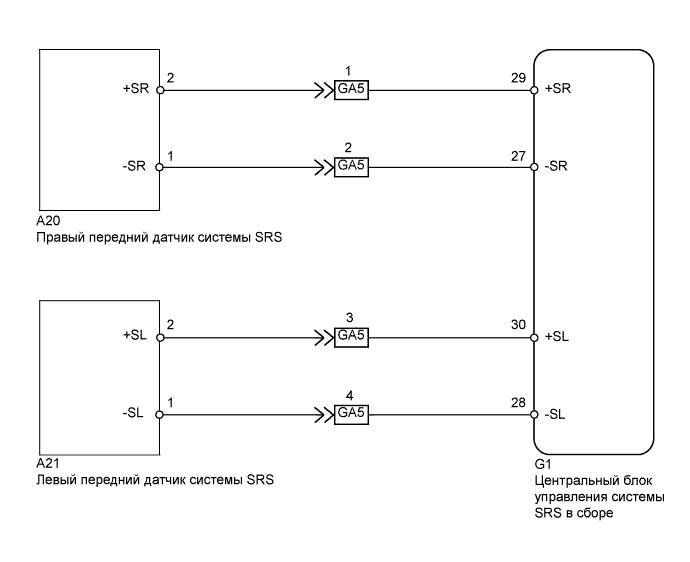 1
2
29
+SR
GA5
+SR
2
1
27
-SR
GA5
-SR
A20
Правый передний датчик системы SRS
3
2
30
+SL
GA5
+SL
4
1
28
-SL
GA5
-SL
A21
Левый передний датчик системы SRS
G1
Центральный блок
управления системы
SRS в сборе